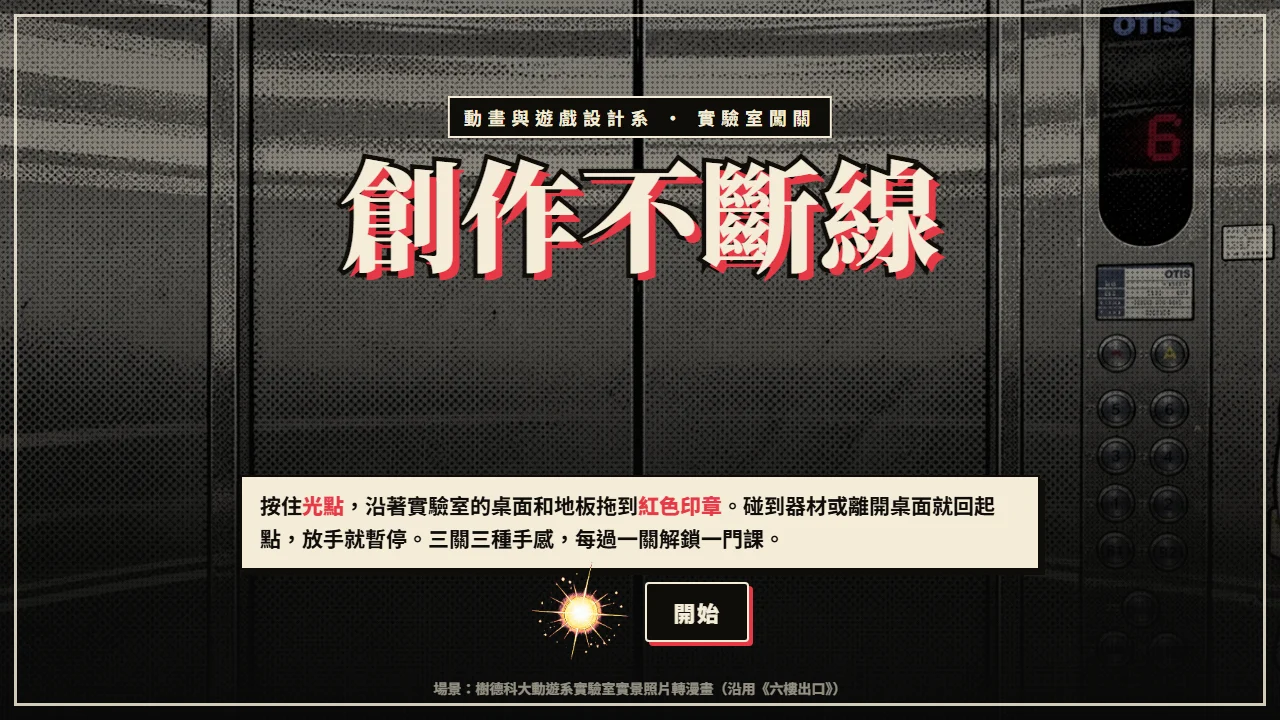 OTIS
6
動畫與遊戲設計系 • 實驗室闖關
創作不斷線
OTIS
5
6
按住光點，沿著實驗室的桌面和地板拖到紅色印章。碰到器材或離開桌面就回起
點，放手就暫停。三關三種手感，每過一關解鎖一門課。
開始
場景：樹德科大動遊系實驗室實景照片轉漫畫（沿用《六樓出口》）